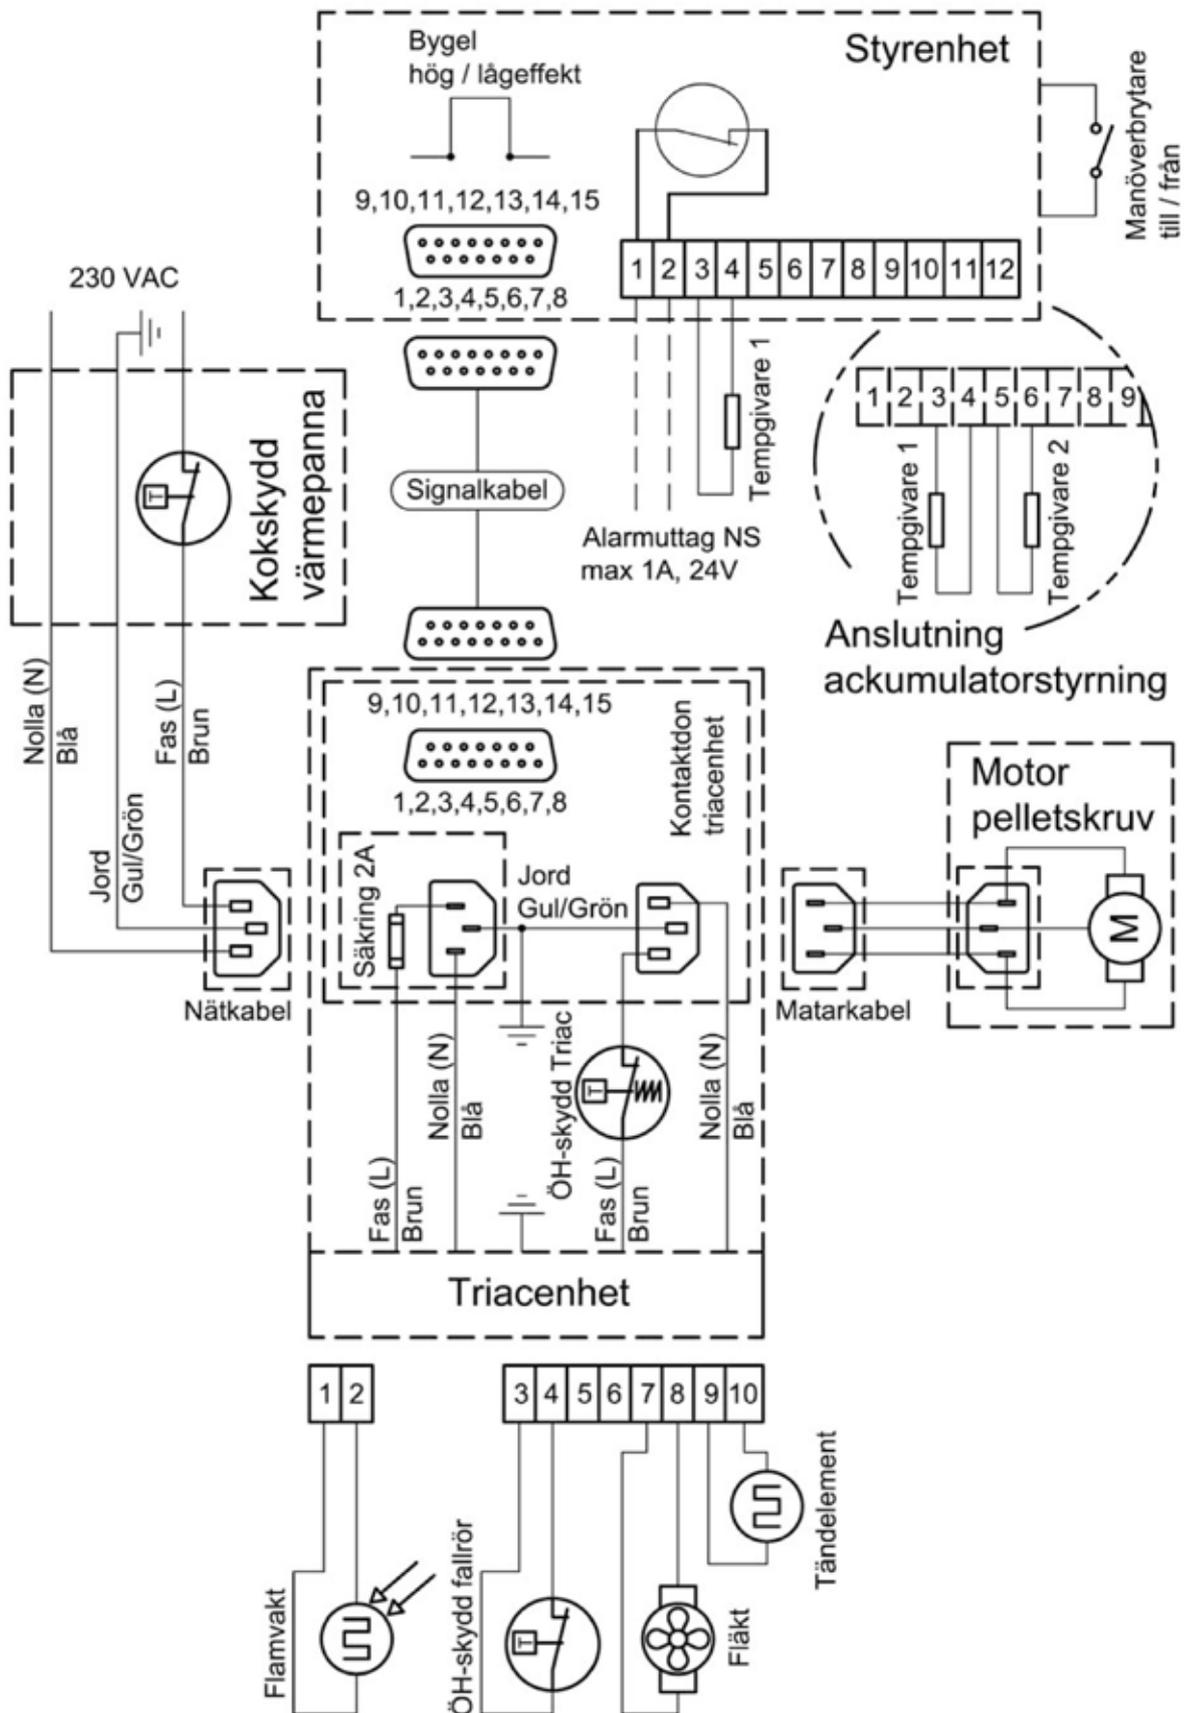 Bygel
hög / lågeffekt
Styrenhet
Manöverbrytare
till / från
9,10,11,12,13,14,15
1,2,3,4,5,6,7,8
1 2 3 4 5 6 7 8 9 10 11 12
230 VAC
Kokskydd
värmepanna
T
Signalkabel
Tempgivare 1
Alarmuttag NS
max 1A, 24V
1 2 3 4 5 6 7 8 9
Tempgivare 1
Tempgivare 2
Anslutning
ackumulatorstyrning
Nolla (N)
Blå
Jord
Gul/Grön
Fas (L)
Brun
Nätkabel
9,10,11,12,13,14,15
1,2,3,4,5,6,7,8
Kontaktdon
triacenhet
Säkring 2A
Jord
Gul/Grön
Motor
pelletskruv
M
Matarkabel
Fas (L)
Brun
Nolla (N)
Blå
ÖH-skydd Triac
T
Fas (L)
Brun
Nolla (N)
Blå
Triacenhet
1 2
3 4 5 6 7 8 9 10
Flamvakt
ÖH-skydd fallrör
T
Fläkt
Tändelement